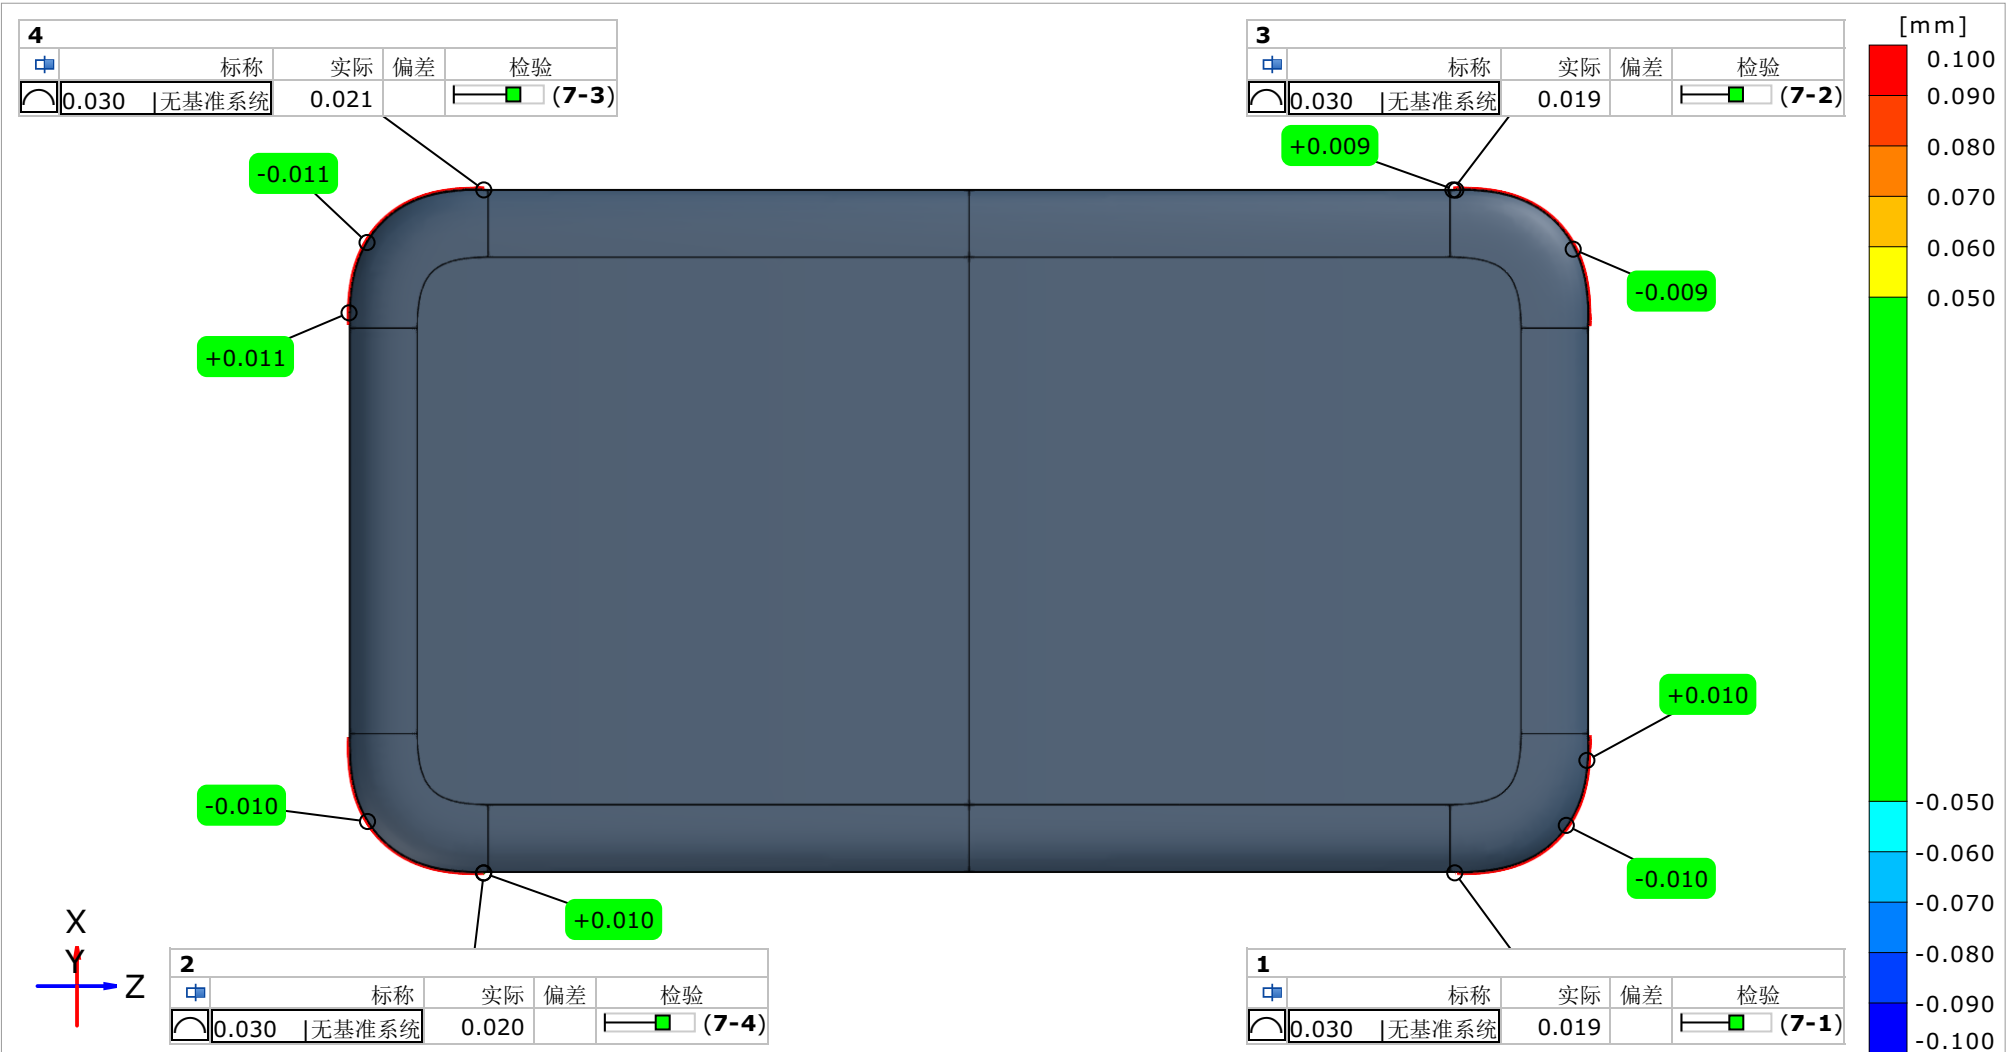 4
标称 实际 偏差 检验
0.030 |无基准系统 0.021 (7-3)
3
标称 实际 偏差 检验
0.030 |无基准系统 0.019 (7-2)
[mm]
0.100
0.090
0.080
0.070
0.060
0.050
-0.050
-0.060
-0.070
-0.080
-0.090
-0.100
-0.011
+0.009
-0.009
+0.011
+0.010
-0.010
-0.010
+0.010
X
Y
Z
2
标称 实际 偏差 检验
0.030 |无基准系统 0.020 (7-4)
1
标称 实际 偏差 检验
0.030 |无基准系统 0.019 (7-1)